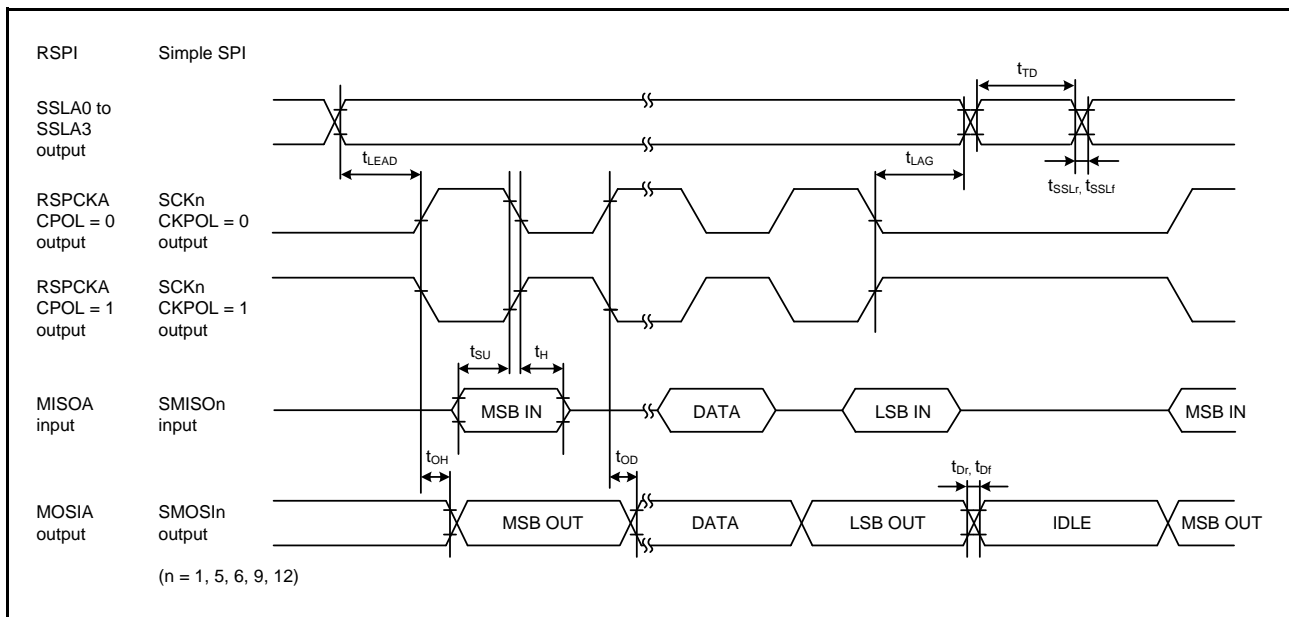 RSPI Simple SPI
tTD
SSLA0 to
SSLA3
output
tLEAD
tLAG
tSSLr, tSSLf
RSPCKA SCKn
CPOL = 0 CKPOL = 0
output output
RSPCKA SCKn
CPOL = 1 CKPOL = 1
output output
tSU tH
MISOA SMISOn
input input
MSB IN DATA LSB IN MSB IN
tOH tOD tDr, tDf
MOSIA SMOSIn
output output
MSB OUT DATA LSB OUT IDLE MSB OUT
(n = 1, 5, 6, 9, 12)